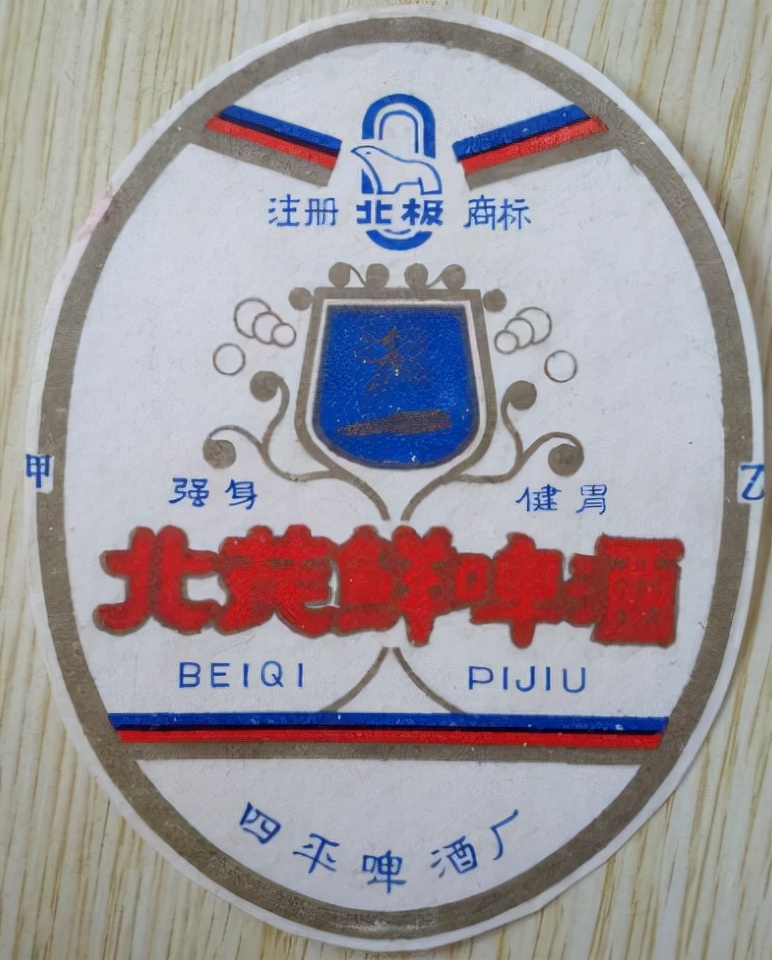 注册 北极 商标
甲 乙
强身 健胃
北芪鲜啤酒
BEIQI PIJIU
四平啤酒厂